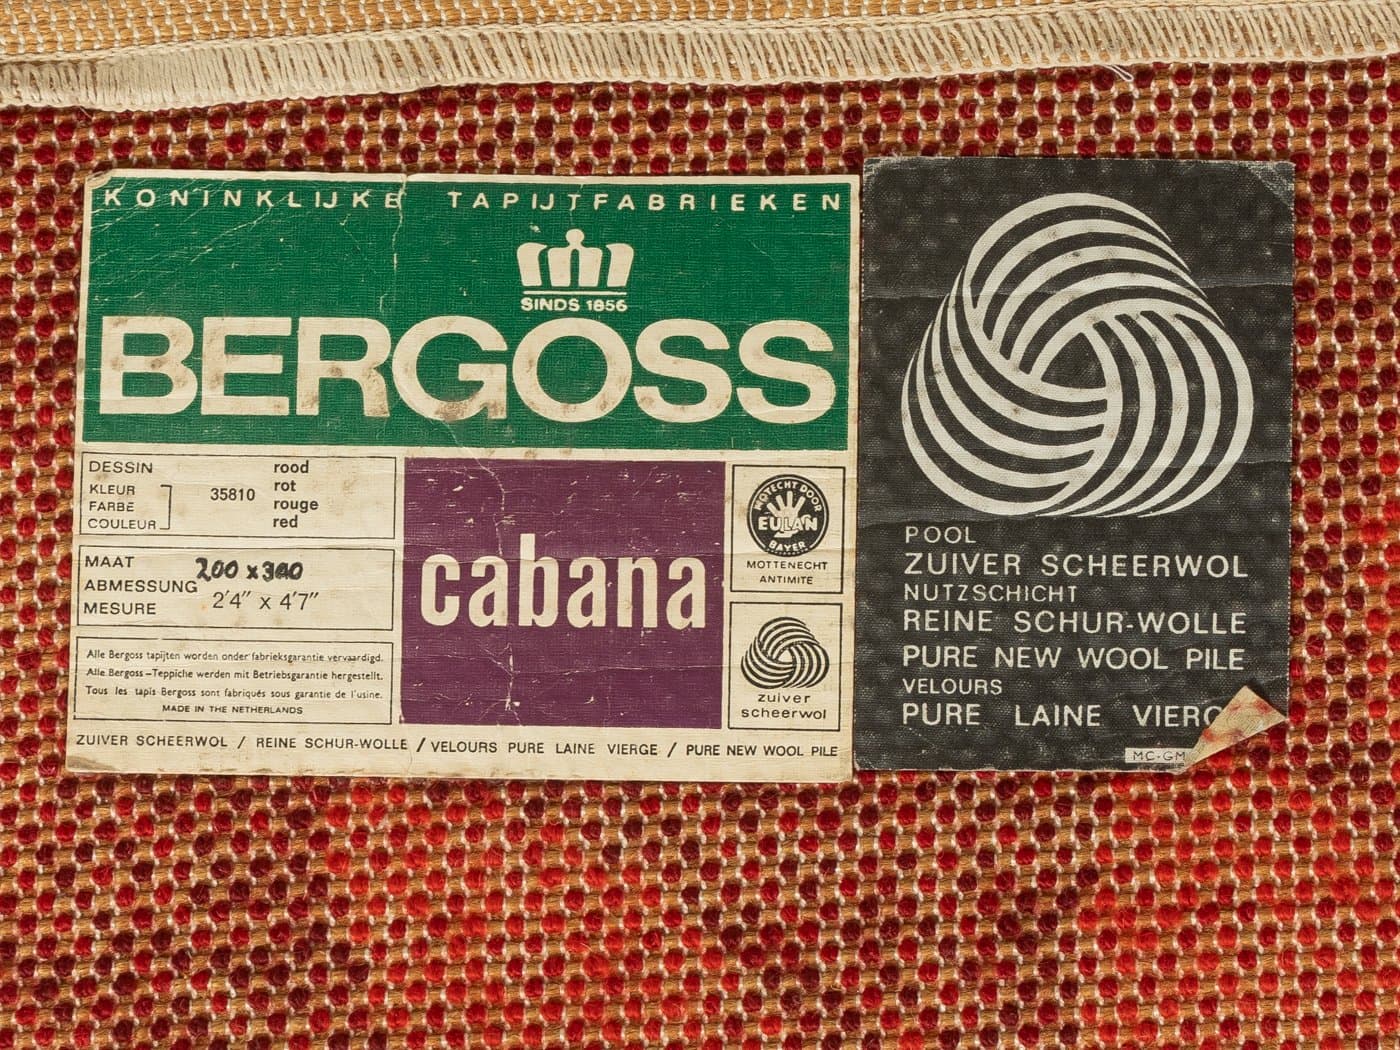 KONINKLIJKE TAPIJTFABRIEKEN
SINDS 1856
BERGOSS
DESSIN
KLEUR
FARBE
COULEUR
35810
rood
rot
rouge
red
MAAT
ABMESSUNG
MESURE
200 x 300
2'4" x 4'7"
Alle Bergoss tapijten worden onder fabrieksgarantie vervaardigd.
Alle Bergoss-Teppiche werden mit Betriebsgarantie hergestellt.
Tous les tapis Bergoss sont fabriqués sous garantie de l'usine.
MADE IN THE NETHERLANDS
cabana
MOTECHT DOOR
EULAN
BAYER
MOTTENECHT
ANTIMITE
zuiver
scheerwol
ZUIVER SCHEERWOL / REINE SCHUR-WOLLE / VELOURS PURE LAINE VIERGE / PURE NEW WOOL PILE
POOL
ZUIVER SCHEERWOL
NUTZSCHICHT
REINE SCHUR-WOLLE
PURE NEW WOOL PILE
VELOURS
PURE LAINE VIERG
MC-GM